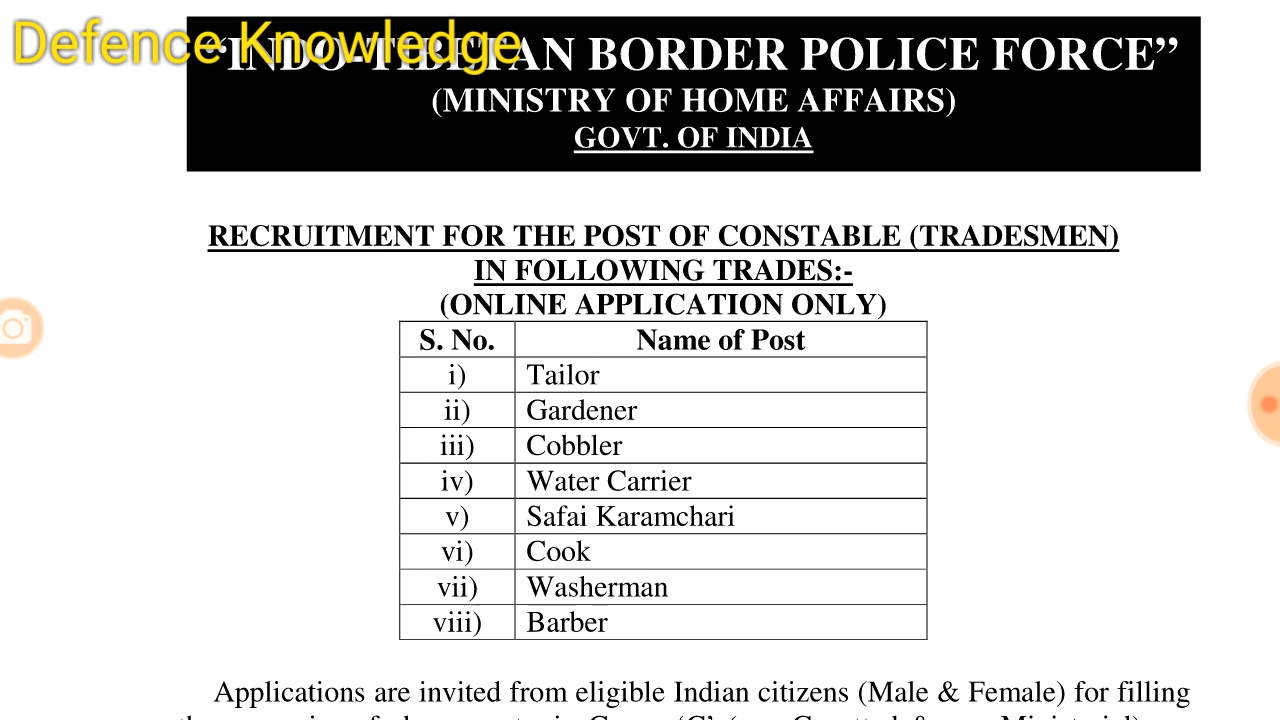 Defence Knowledge
“INDO-TIBETAN BORDER POLICE FORCE”
(MINISTRY OF HOME AFFAIRS)
GOVT. OF INDIA
RECRUITMENT FOR THE POST OF CONSTABLE (TRADESMEN)
IN FOLLOWING TRADES:-
(ONLINE APPLICATION ONLY)
S. No. Name of Post
i) Tailor
ii) Gardener
iii) Cobbler
iv) Water Carrier
v) Safai Karamchari
vi) Cook
vii) Washerman
viii) Barber
Applications are invited from eligible Indian citizens (Male & Female) for filling